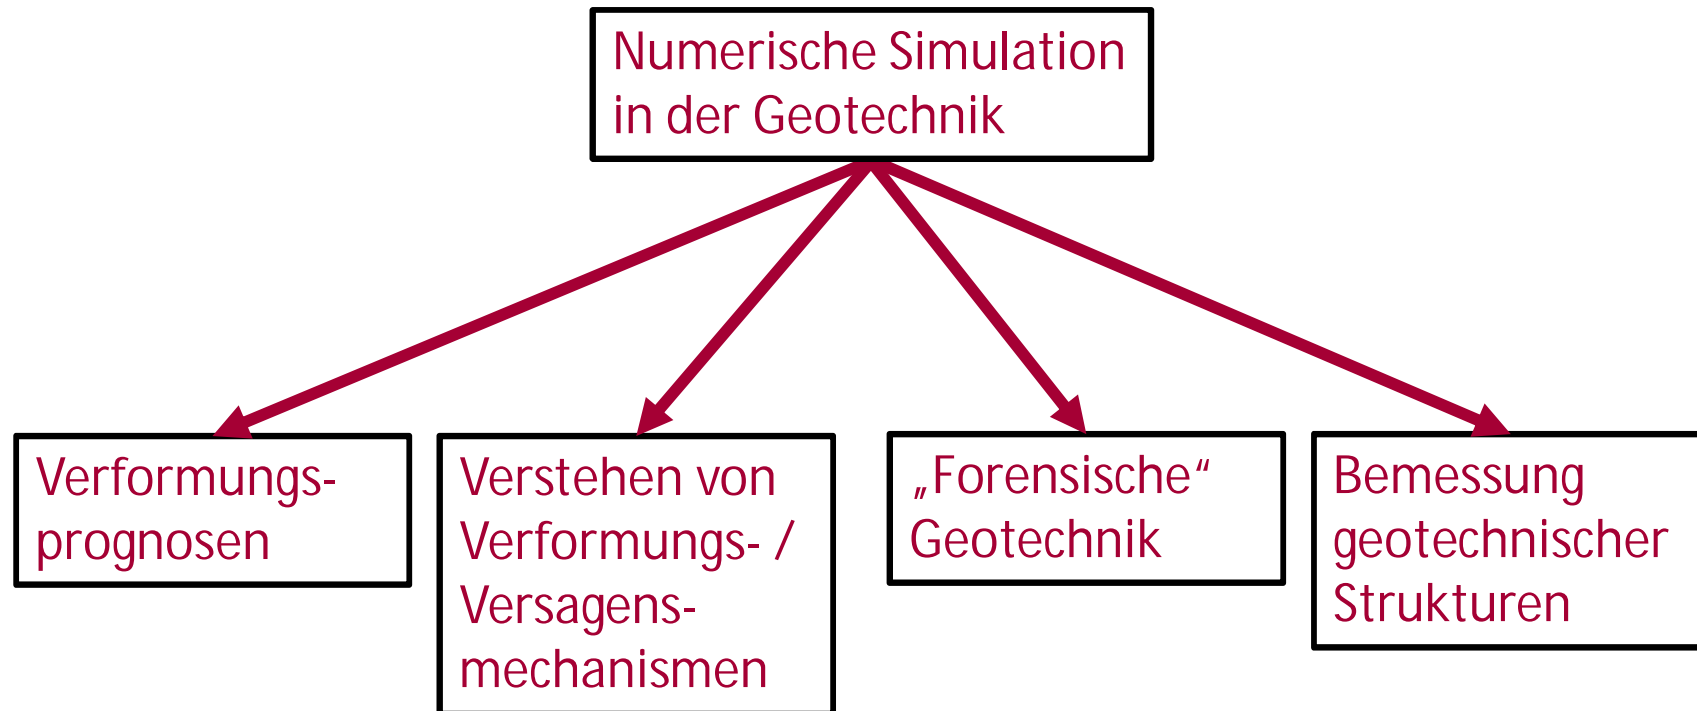 Numerische Simulation
in der Geotechnik
Verformungs-
prognosen
Verstehen von
Verformungs- /
Versagens-
mechanismen
„Forensische“
Geotechnik
Bemessung
geotechnischer
Strukturen